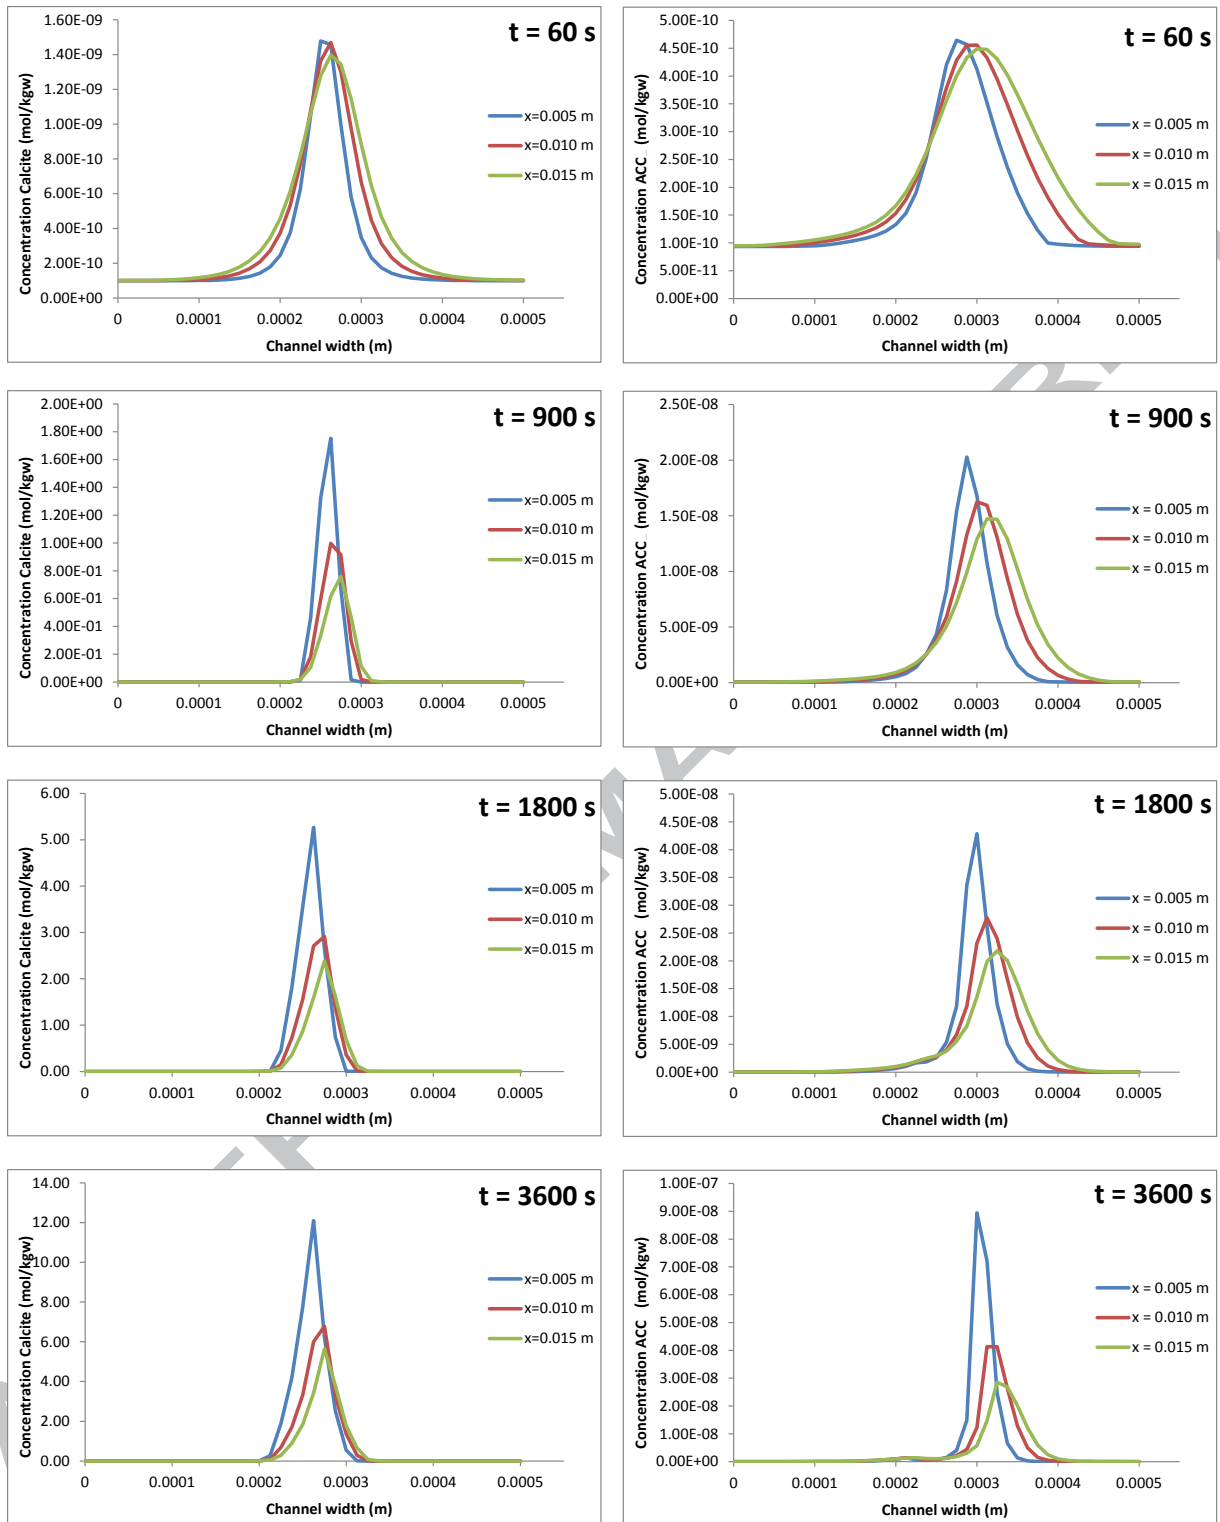 t = 60 s
Concentration Calcite (mol/kgw)
1.60E-09
1.40E-09
1.20E-09
1.00E-09
8.00E-10
6.00E-10
4.00E-10
2.00E-10
0.00E+00
x=0.005 m
x=0.010 m
x=0.015 m
0 0.0001 0.0002 0.0003 0.0004 0.0005
Channel width (m)
t = 60 s
Concentration ACC (mol/kgw)
5.00E-10
4.50E-10
4.00E-10
3.50E-10
3.00E-10
2.50E-10
2.00E-10
1.50E-10
1.00E-10
5.00E-11
0.00E+00
x = 0.005 m
x = 0.010 m
x = 0.015 m
0 0.0001 0.0002 0.0003 0.0004 0.0005
Channel width (m)
t = 900 s
Concentration Calcite (mol/kgw)
2.00E+00
1.80E+00
1.60E+00
1.40E+00
1.20E+00
1.00E+00
8.00E-01
6.00E-01
4.00E-01
2.00E-01
0.00E+00
x=0.005 m
x=0.010 m
x=0.015 m
0 0.0001 0.0002 0.0003 0.0004 0.0005
Channel width (m)
t = 900 s
Concentration ACC (mol/kgw)
2.50E-08
2.00E-08
1.50E-08
1.00E-08
5.00E-09
0.00E+00
x = 0.005 m
x = 0.010 m
x = 0.015 m
0 0.0001 0.0002 0.0003 0.0004 0.0005
Channel width (m)
t = 1800 s
Concentration Calcite (mol/kgw)
6.00
5.00
4.00
3.00
2.00
1.00
0.00
x=0.005 m
x=0.010 m
x=0.015 m
0 0.0001 0.0002 0.0003 0.0004 0.0005
Channel width (m)
t = 1800 s
Concentration ACC (mol/kgw)
5.00E-08
4.50E-08
4.00E-08
3.50E-08
3.00E-08
2.50E-08
2.00E-08
1.50E-08
1.00E-08
5.00E-09
0.00E+00
x = 0.005 m
x = 0.010 m
x = 0.015 m
0 0.0001 0.0002 0.0003 0.0004 0.0005
Channel width (m)
t = 3600 s
Concentration Calcite (mol/kgw)
14.00
12.00
10.00
8.00
6.00
4.00
2.00
0.00
x=0.005 m
x=0.010 m
x=0.015 m
0 0.0001 0.0002 0.0003 0.0004 0.0005
Channel width (m)
t = 3600 s
Concentration ACC (mol/kgw)
1.00E-07
9.00E-08
8.00E-08
7.00E-08
6.00E-08
5.00E-08
4.00E-08
3.00E-08
2.00E-08
1.00E-08
0.00E+00
x = 0.005 m
x = 0.010 m
x = 0.015 m
0 0.0001 0.0002 0.0003 0.0004 0.0005
Channel width (m)